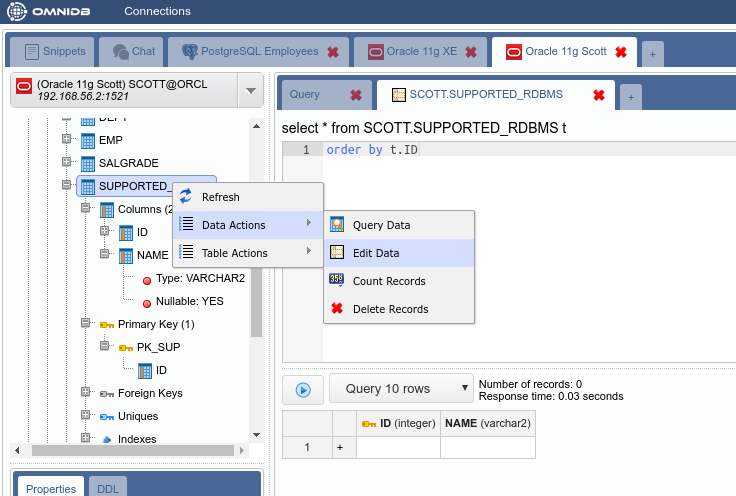 OMNIDB Connections
Snippets Chat PostgreSQL Employees Oracle 11g XE Oracle 11g Scott +
(Oracle 11g Scott) SCOTT@ORCL
192.168.56.2:1521
Query SCOTT.SUPPORTED_RDBMS +
select * from SCOTT.SUPPORTED_RDBMS t
1 order by t.ID
DEPT
EMP
SALGRADE
SUPPORTED_
Columns (2
ID
NAME
Type: VARCHAR2
Nullable: YES
Primary Key (1)
PK_SUP
ID
Foreign Keys
Uniques
Indexes
Refresh
Data Actions
Table Actions
Query Data
Edit Data
Count Records
Delete Records
Query 10 rows
Number of records: 0
Response time: 0.03 seconds
ID (integer) NAME (varchar2)
1 +
Properties DDL